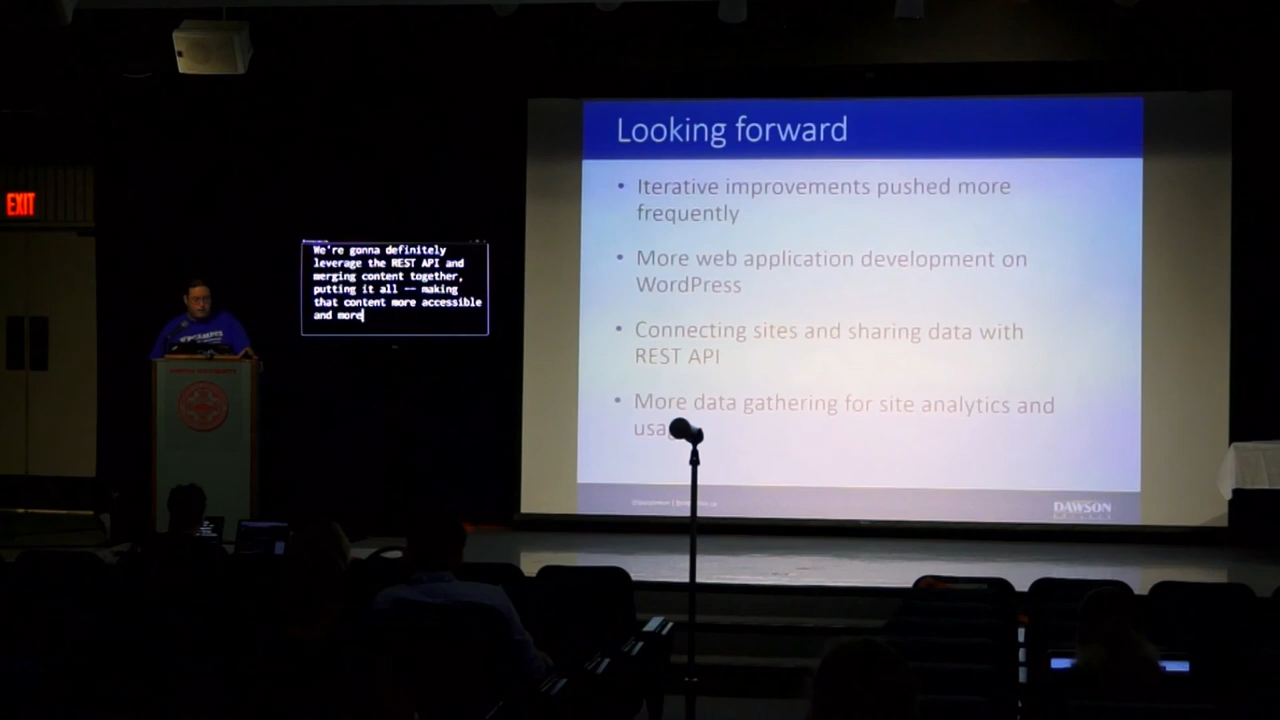 EXIT
We're gonna definitely
leverage the REST API and
merging content together,
putting it all -- making
that content more accessible
and more
Looking forward
• Iterative improvements pushed more
frequently
• More web application development on
WordPress
• Connecting sites and sharing data with
REST API
• More data gathering for site analytics and
DAWSON